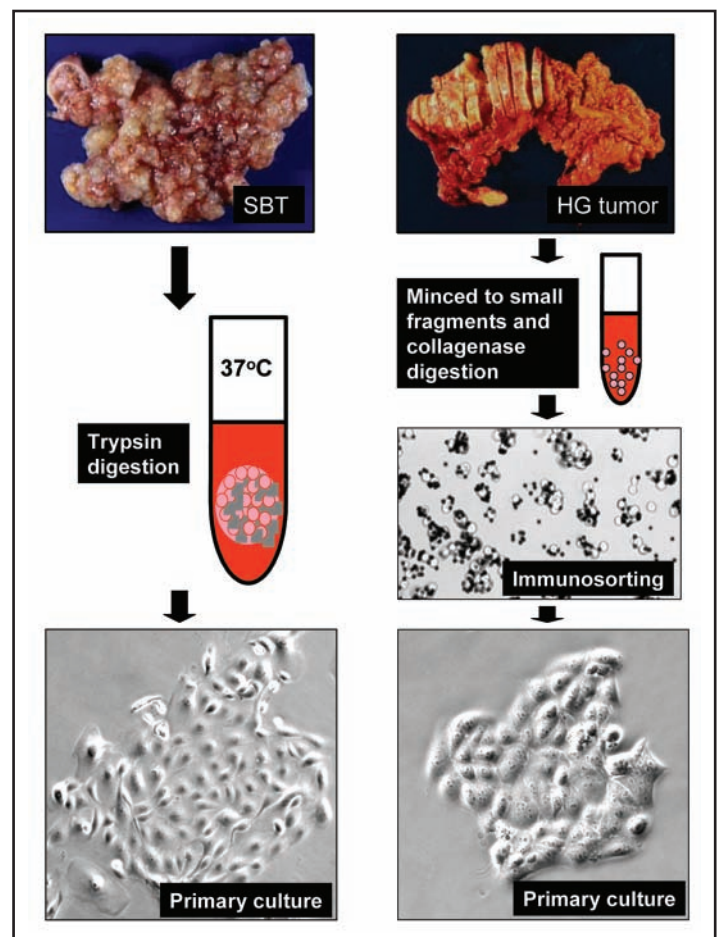 SBT
37°C
Trypsin
digestion
Primary culture
HG tumor
Minced to small
fragments and
collagenase
digestion
Immunosorting
Primary culture